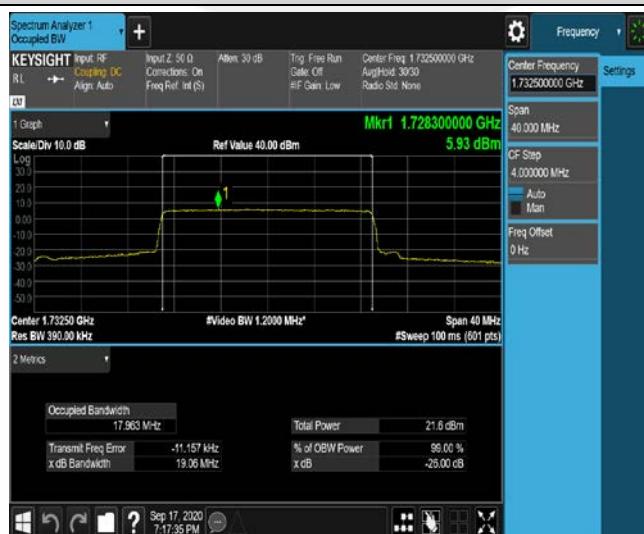 Spectrum Analyzer 1
Occupied BW
+
Frequency
KEYSIGHT
RL
Input: RF
Coupling: DC
Align: Auto
Input Z: 50 Ω
Corrections: On
Freq Ref: Int (S)
Atten: 30 dB
Trig: Free Run
Gate: Off
#IF Gain: Low
Center Freq: 1.732500000 GHz
Avg|Hold: 30/30
Radio Std: None
Center Frequency
1.732500000 GHz
Settings
Span
40.000 MHz
CF Step
4.000000 MHz
Auto
Man
Freq Offset
0 Hz
1 Graph
Mkr1 1.728300000 GHz
5.93 dBm
Scale/Div 10.0 dB
Ref Value 40.00 dBm
Log
30.0
20.0
10.0
0.00
-10.0
-20.0
-30.0
-40.0
-50.0
1
Center 1.73250 GHz
#Video BW 1.2000 MHz*
Span 40 MHz
Res BW 390.00 kHz
#Sweep 100 ms (601 pts)
2 Metrics
Occupied Bandwidth
17.963 MHz
Total Power
21.6 dBm
Transmit Freq Error
-11.157 kHz
% of OBW Power
99.00 %
x dB Bandwidth
19.06 MHz
x dB
-26.00 dB
?
Sep 17, 2020
7:17:35 PM